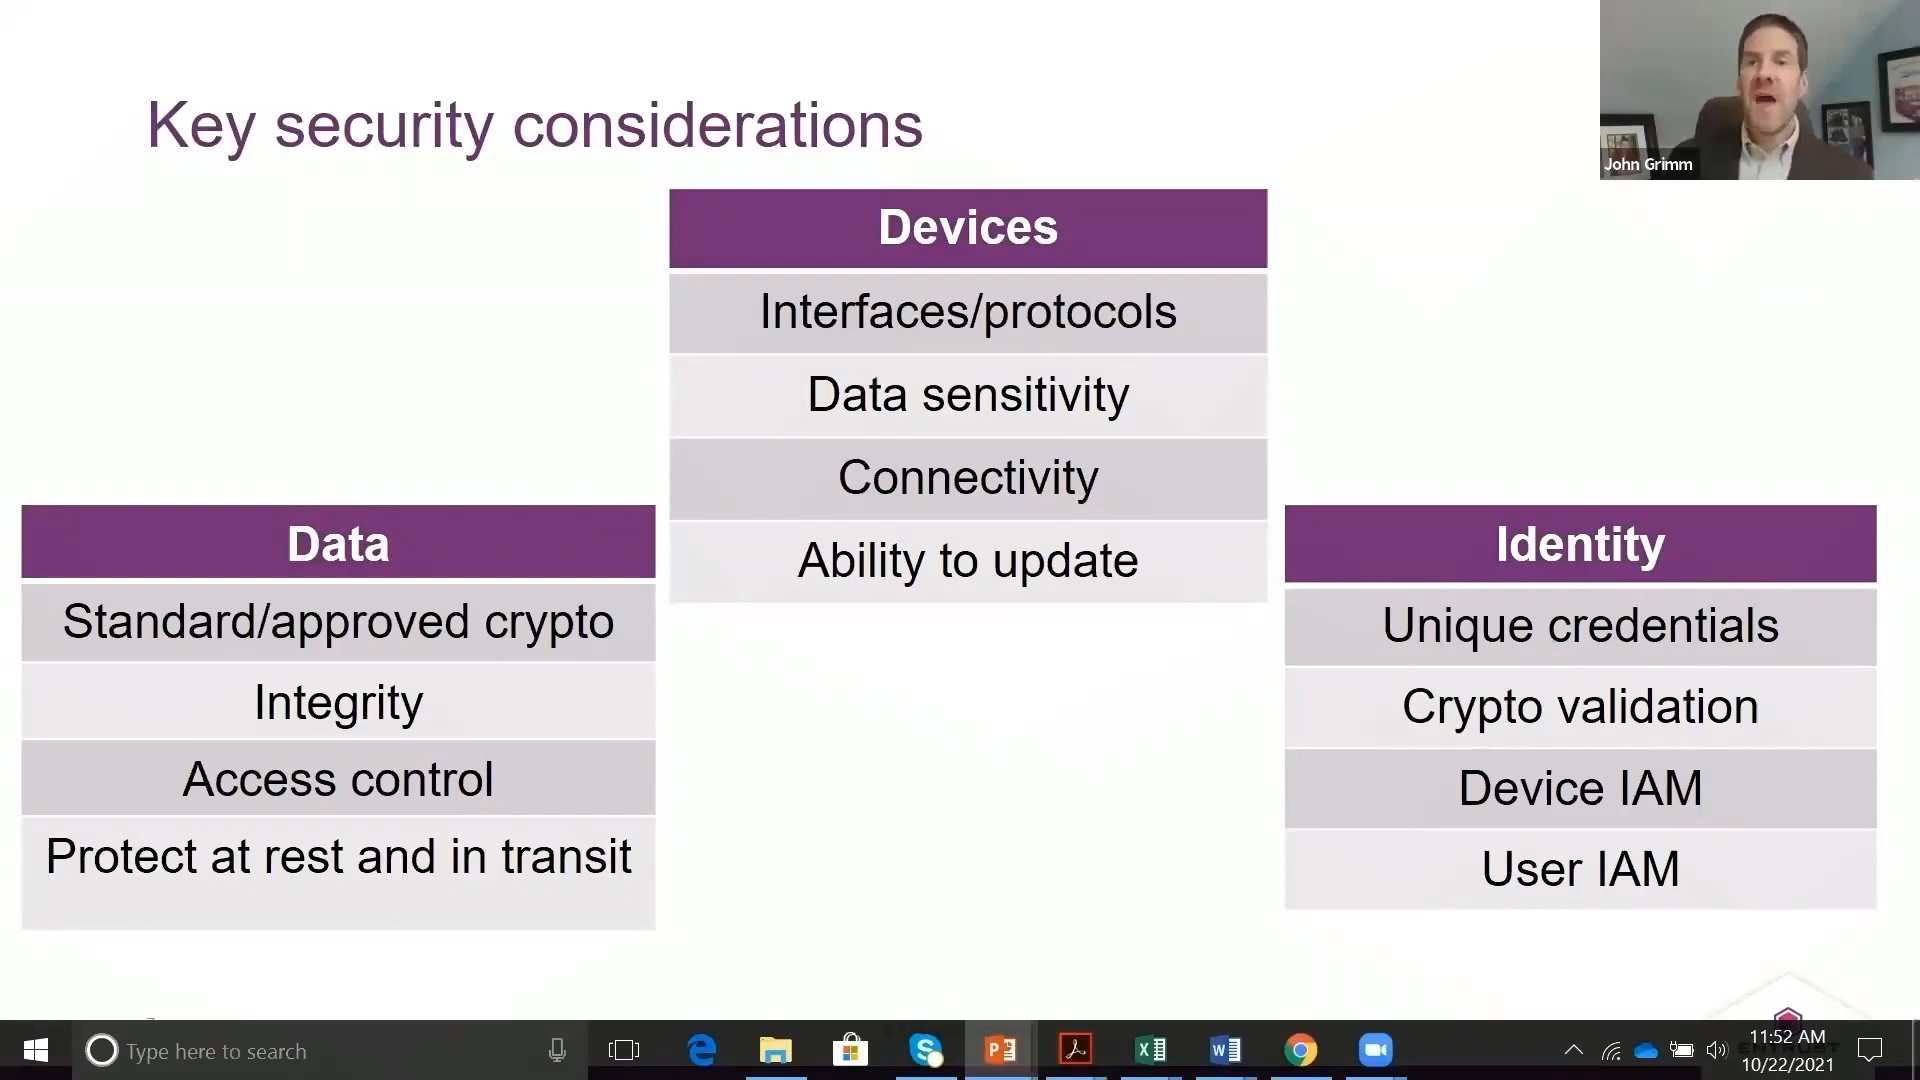 Key security considerations
John Grimm
Devices
Interfaces/protocols
Data sensitivity
Connectivity
Ability to update
Data
Standard/approved crypto
Integrity
Access control
Protect at rest and in transit
Identity
Unique credentials
Crypto validation
Device IAM
User IAM
Type here to search
11:52 AM
ENTRUST
10/22/2021